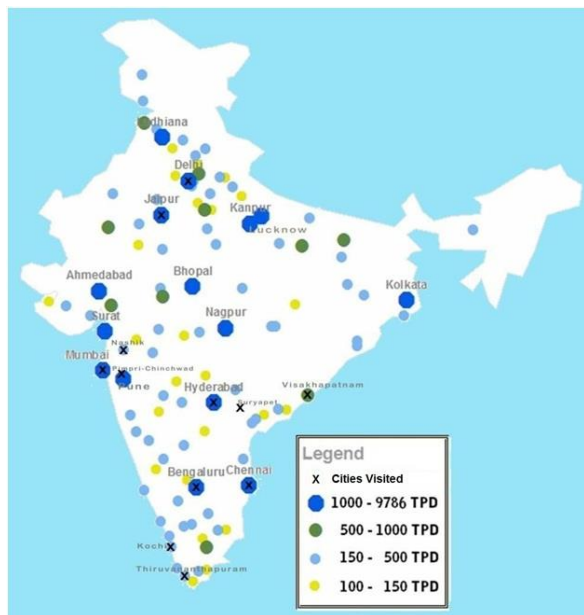 Ludhiana
Delhi
Jaipur
Kanpur
Lucknow
Ahmedabad
Bhopal
Kolkata
Surat
Nagpur
Nashik
Mumbai
Pimpri-Chinchwad
Pune
Hyderabad
Visakhapatnam
Suryapet
Bengaluru
Chennai
Kochi
Thiruvananthapuram
Legend
X Cities Visited
1000 - 9786 TPD
500 - 1000 TPD
150 - 500 TPD
100 - 150 TPD